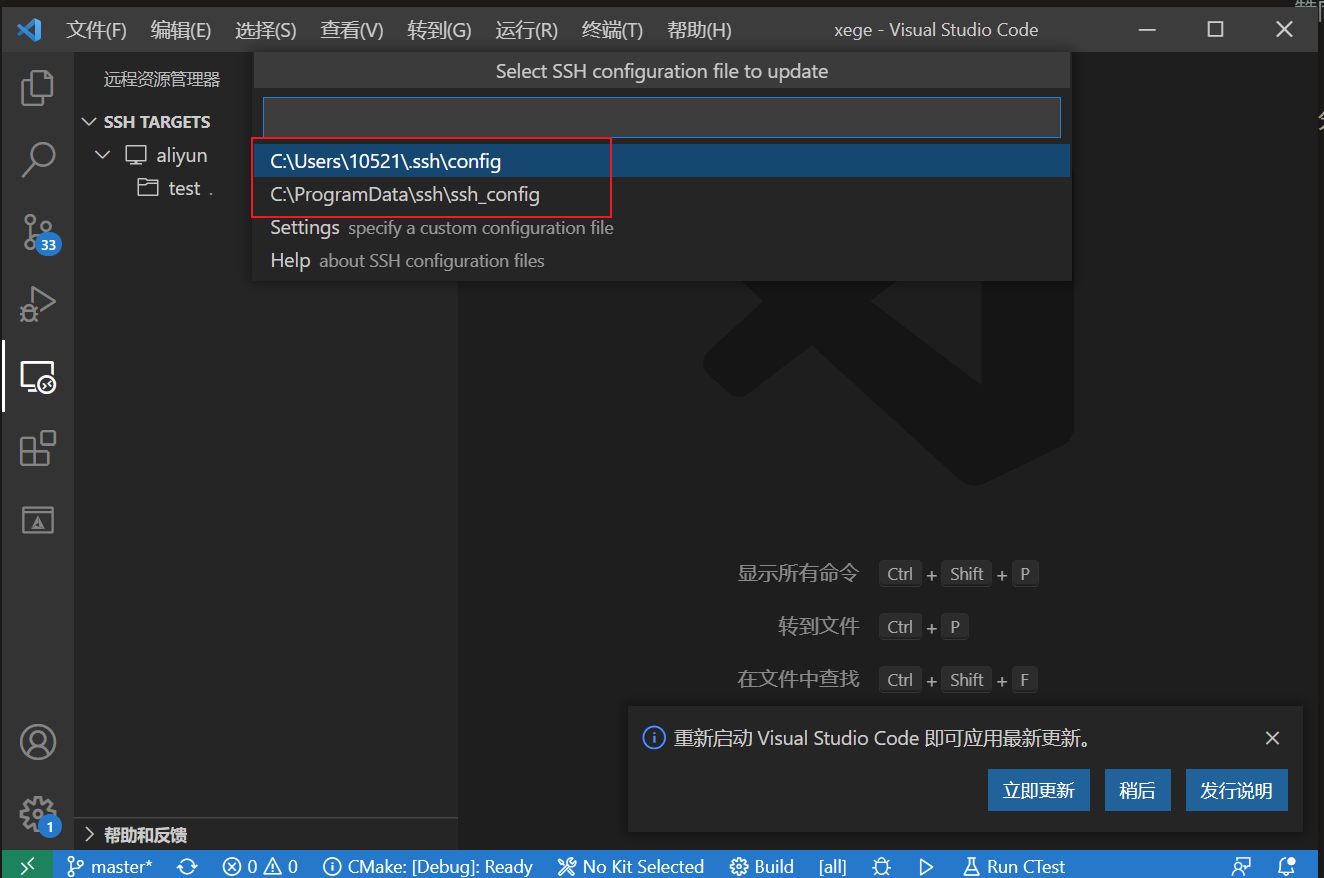 文件(F) 编辑(E) 选择(S) 查看(V) 转到(G) 运行(R) 终端(T) 帮助(H) xege - Visual Studio Code
远程资源管理器
SSH TARGETS
aliyun
test .
Select SSH configuration file to update
C:\Users\10521\.ssh\config
C:\ProgramData\ssh\ssh_config
Settings specify a custom configuration file
Help about SSH configuration files
33
显示所有命令 Ctrl + Shift + P
转到文件 Ctrl + P
在文件中查找 Ctrl + Shift + F
重新启动 Visual Studio Code 即可应用最新更新。
立即更新 稍后 发行说明
1
帮助和反馈
master* 0 0 CMake: [Debug]: Ready No Kit Selected Build [all] Run CTest